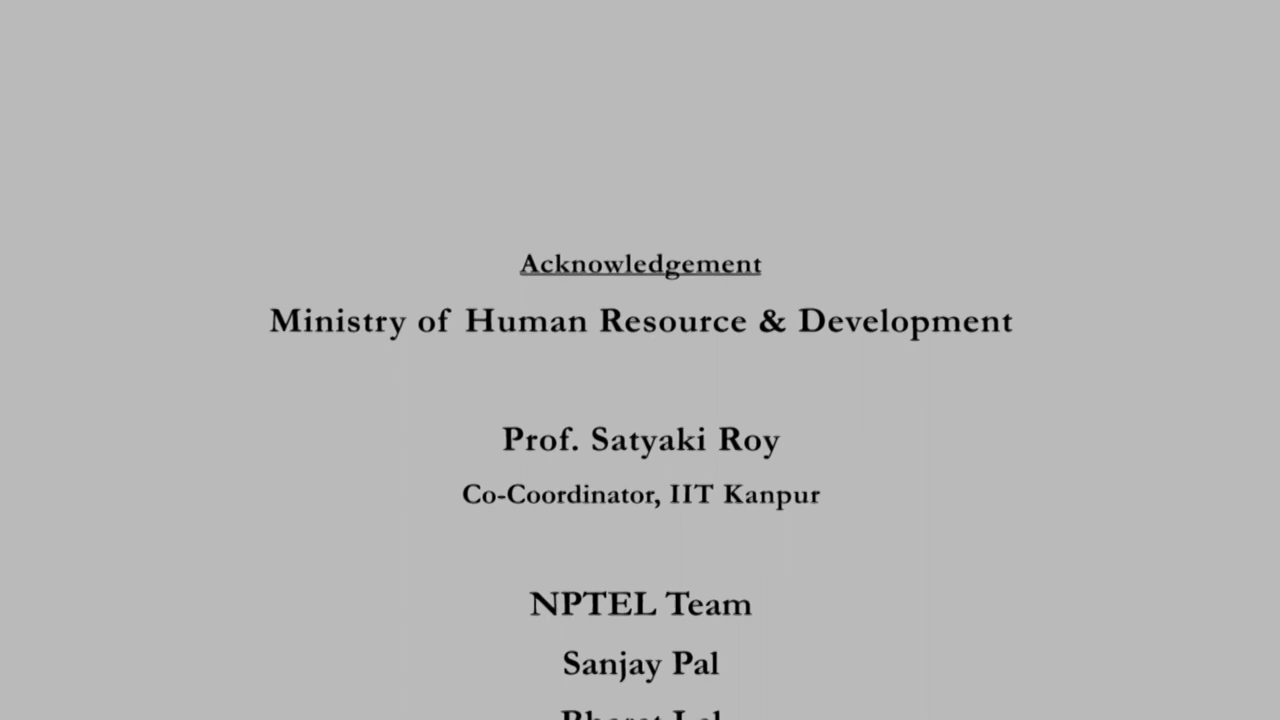 Acknowledgement
Ministry of Human Resource & Development
Prof. Satyaki Roy
Co-Coordinator, IIT Kanpur
NPTEL Team
Sanjay Pal